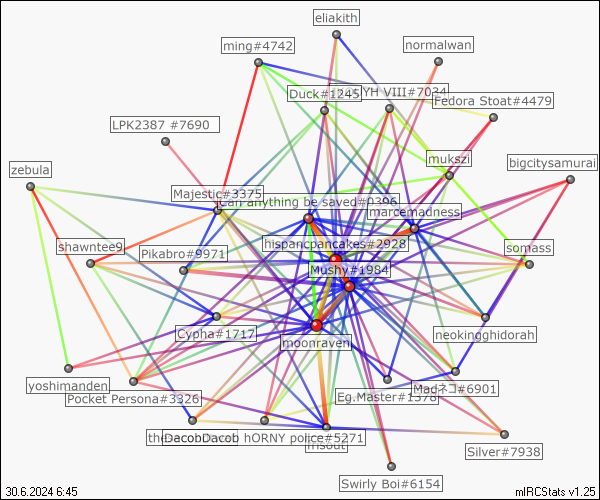 eliakith
ming#4742
normalwan
Duck#1245
YH VIII#7034
Fedora Stoat#4479
LPK2387 #7690
mukszi
bigcitysamurai
zebula
Majestic#3375
can anything be saved#0396
marcemadness
shawntee9
hispancpancakes#2928
somass
Pikabro#9971
Mushy#1984
Cypha#1717
moonraven
neokingghidorah
yoshimanden
Pocket Persona#3326
Eg.Master#1378
Madネコ#6901
hORNY police#5271
Silver#7938
Swirly Boi#6154
30.6.2024 6:45
mIRCStats v1.25